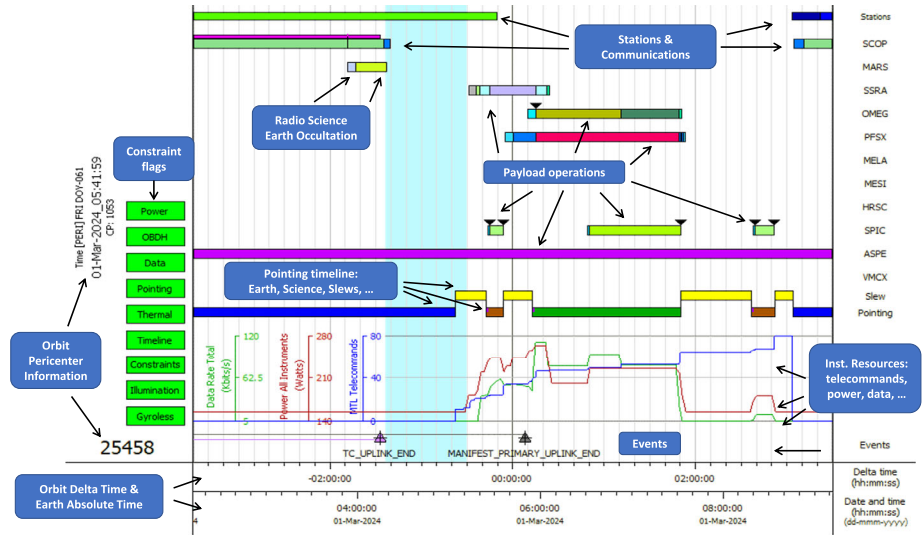 Stations
SCOP
MARS
SSRA
OMEG
PFSX
MELA
MESI
HRSC
SPIC
ASPE
VMCX
Slew
Pointing
Stations &
Communications
Radio Science
Earth Occultation
Constraint
flags
Payload operations
Time [PERI] FRI DOY-061
01-Mar-2024_05:41:59
CP: 1053
Power
OBDH
Data
Pointing
Thermal
Timeline
Constraints
Illumination
Gyroless
Pointing timeline:
Earth, Science, Slews, ...
Orbit
Pericenter
Information
Data Rate Total
(kbits/s)
120
62.5
5
Power All Instruments
(Watts)
280
210
140
MTL Telecommands
80
40
0
Inst. Resources:
telecommands,
power, data, ...
25458
TC_UPLINK_END
MANIFEST_PRIMARY_UPLINK_END
Events
Events
Orbit Delta Time &
Earth Absolute Time
-02:00:00
00:00:00
02:00:00
Delta time
(hh:mm:ss)
4
04:00:00
01-Mar-2024
06:00:00
01-Mar-2024
08:00:00
01-Mar-2024
Date and time
(hh:mm:ss)
(dd-mmm-yyyy)